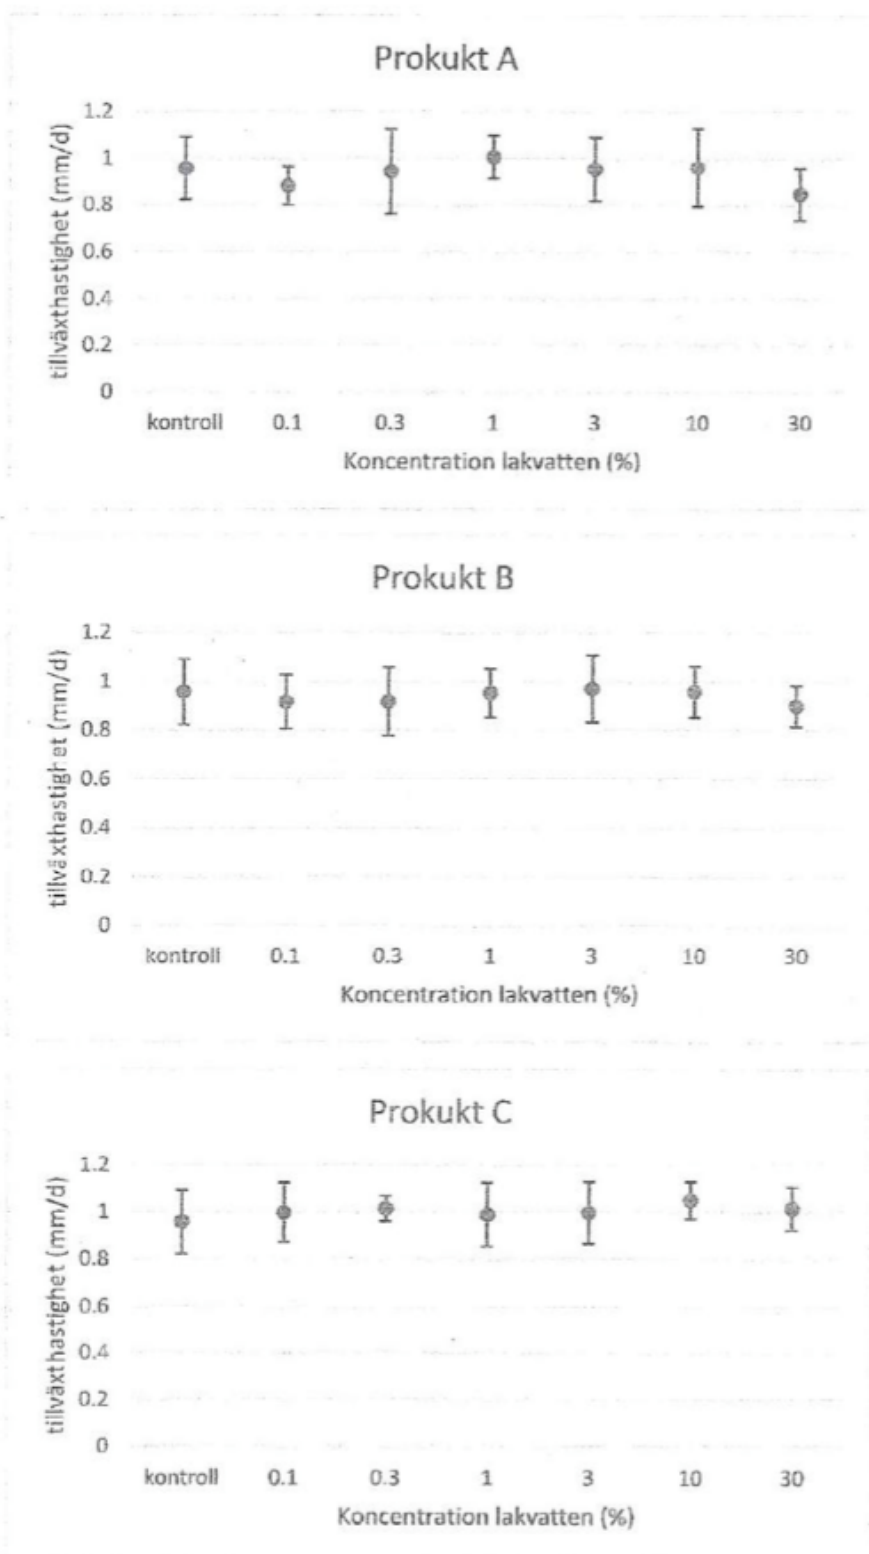 Prokukt A
tillväxthastighet (mm/d)
1.2
1
0.8
0.6
0.4
0.2
0
kontroll 0.1 0.3 1 3 10 30
Koncentration lakvatten (%)
Prokukt B
tillväxthastighet (mm/d)
1.2
1
0.8
0.6
0.4
0.2
0
kontroll 0.1 0.3 1 3 10 30
Koncentration lakvatten (%)
Prokukt C
tillväxthastighet (mm/d)
1.2
1
0.8
0.6
0.4
0.2
0
kontroll 0.1 0.3 1 3 10 30
Koncentration lakvatten (%)